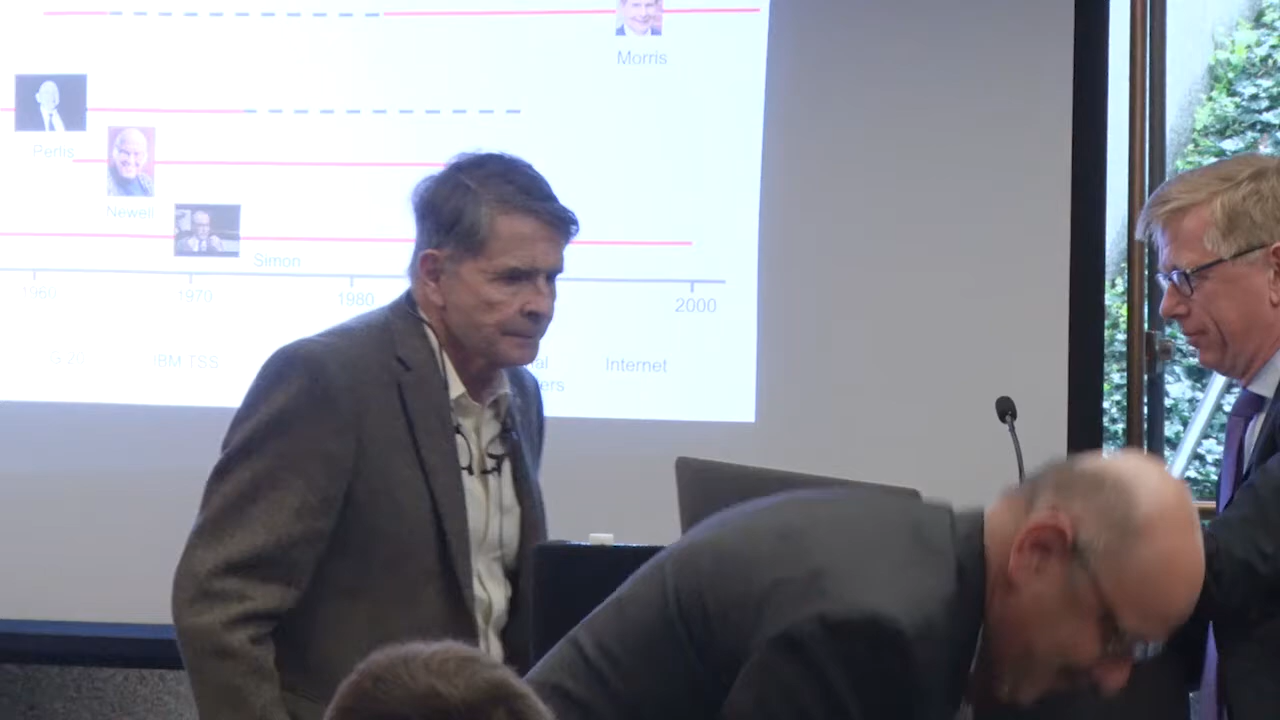 Morris
Perlis
Newell
Simon
1960
1970
1980
2000
IBM TSS
Internet